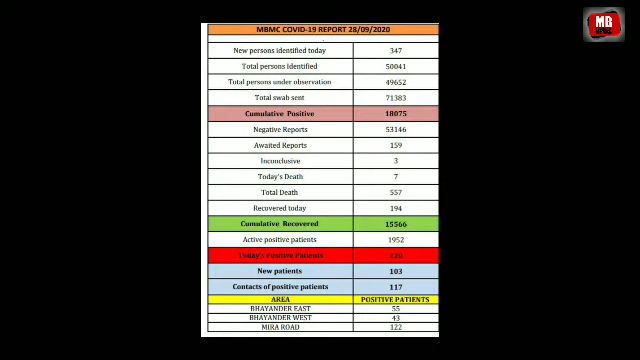 MBMC COVID-19 REPORT 28/09/2020
New persons identified today 347
Total persons Identified 50041
Total persons under observation 49652
Total swab sent 71383
Cumulative Positive 18075
Negative Reports 53146
Awaited Reports 159
Inconclusive 3
Today's Death 7
Total Death 557
Recovered today 194
Cumulative Recovered 15566
Active positive patients 1952
Today's Positive Patients 220
New patients 103
Contacts of positive patients 117
AREA POSITIVE PATIENTS
BHAYANDER EAST 55
BHAYANDER WEST 43
MIRA ROAD 122
MB
NEWS